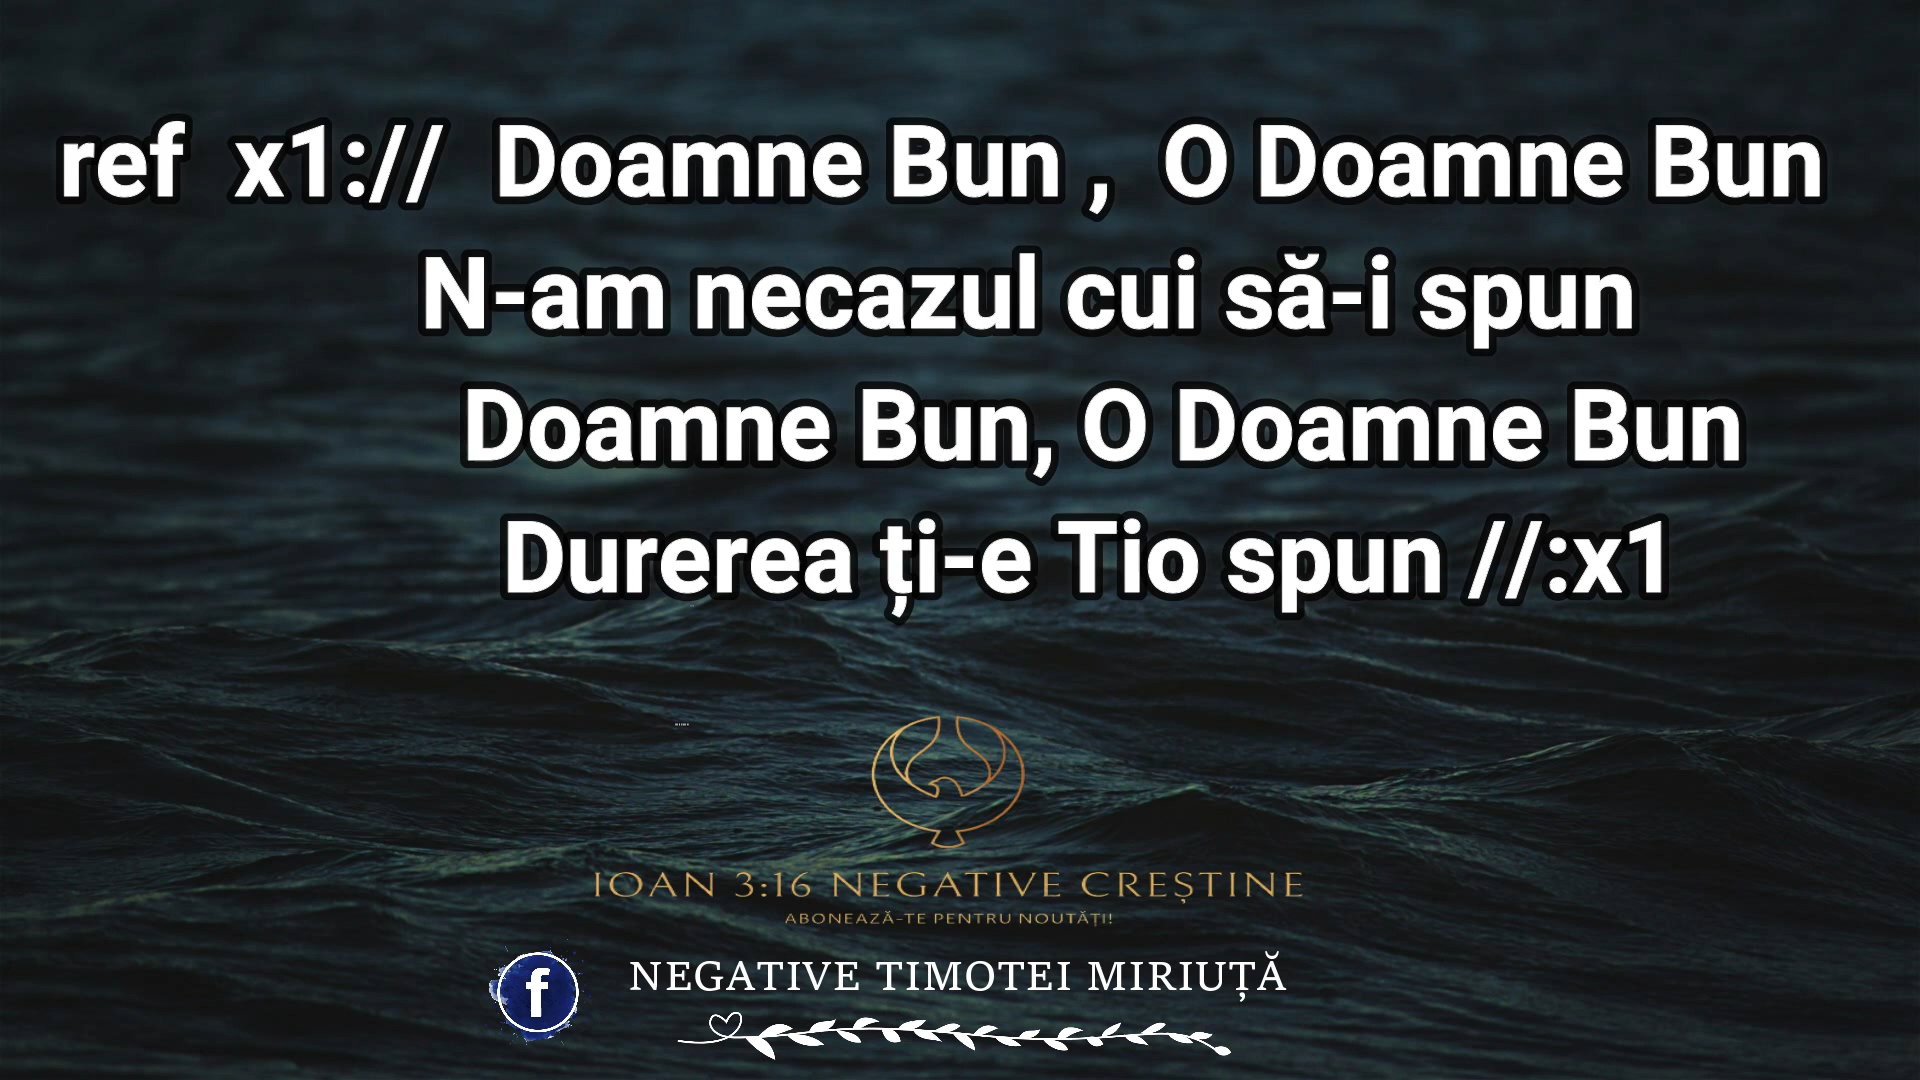 ref x1:// Doamne Bun , O Doamne Bun
N-am necazul cui să-i spun
Doamne Bun, O Doamne Bun
Durerea ți-e Tio spun //:x1
IOAN 3:16 NEGATIVE CREȘTINE
ABONEAZĂ-TE PENTRU NOUTĂȚI!
f NEGATIVE TIMOTEI MIRIUȚĂ